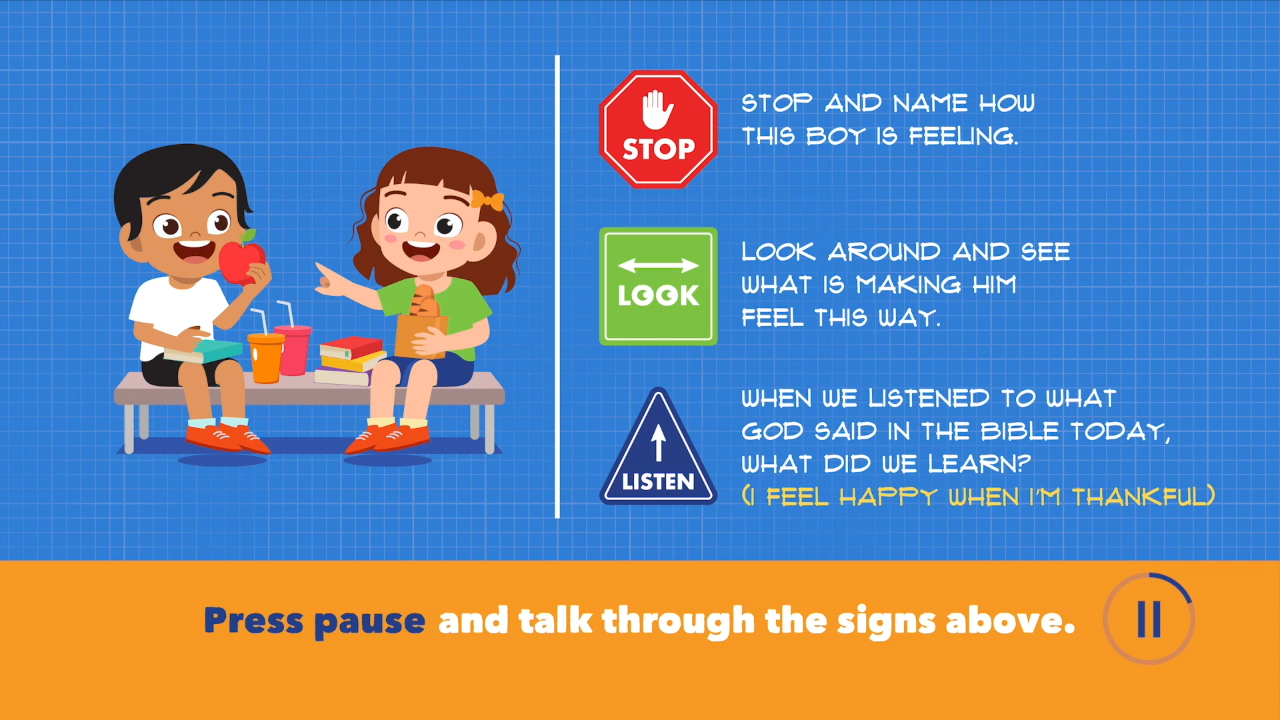 STOP
STOP AND NAME HOW
THIS BOY IS FEELING.
LOOK
LOOK AROUND AND SEE
WHAT IS MAKING HIM
FEEL THIS WAY.
LISTEN
WHEN WE LISTENED TO WHAT
GOD SAID IN THE BIBLE TODAY,
WHAT DID WE LEARN?
(I FEEL HAPPY WHEN I'M THANKFUL)
Press pause and talk through the signs above.